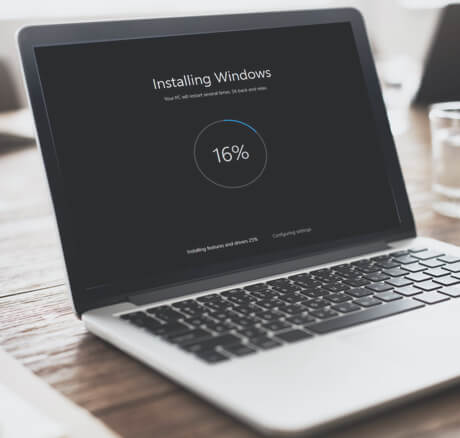 Installing Windows
Your PC will restart several times. Sit back and relax.
16%
Installing features and drivers 25% Configuring settings